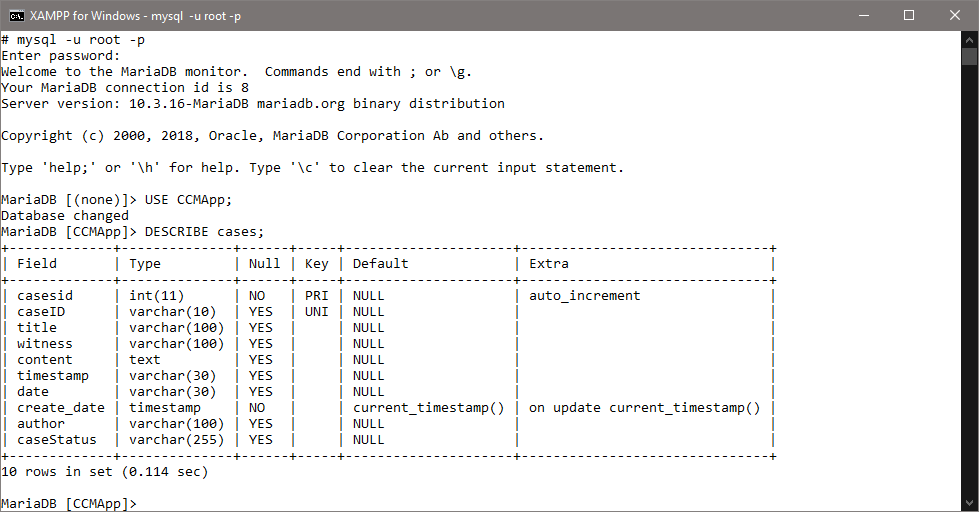 XAMPP for Windows - mysql -u root -p
# mysql -u root -p
Enter password:
Welcome to the MariaDB monitor.  Commands end with ; or \g.
Your MariaDB connection id is 8
Server version: 10.3.16-MariaDB mariadb.org binary distribution

Copyright (c) 2000, 2018, Oracle, MariaDB Corporation Ab and others.

Type 'help;' or '\h' for help. Type '\c' to clear the current input statement.

MariaDB [(none)]> USE CCMApp;
Database changed
MariaDB [CCMApp]> DESCRIBE cases;
+-------------+--------------+------+-----+---------------------+-------------------------------+
| Field       | Type         | Null | Key | Default             | Extra                         |
+-------------+--------------+------+-----+---------------------+-------------------------------+
| casesid     | int(11)      | NO   | PRI | NULL                | auto_increment                |
| caseID      | varchar(10)  | YES  | UNI | NULL                |                               |
| title       | varchar(100) | YES  |     | NULL                |                               |
| witness     | varchar(100) | YES  |     | NULL                |                               |
| content     | text         | YES  |     | NULL                |                               |
| timestamp   | varchar(30)  | YES  |     | NULL                |                               |
| date        | varchar(30)  | YES  |     | NULL                |                               |
| create_date | timestamp    | NO   |     | current_timestamp() | on update current_timestamp() |
| author      | varchar(100) | YES  |     | NULL                |                               |
| caseStatus  | varchar(255) | YES  |     | NULL                |                               |
+-------------+--------------+------+-----+---------------------+-------------------------------+
10 rows in set (0.114 sec)

MariaDB [CCMApp]>